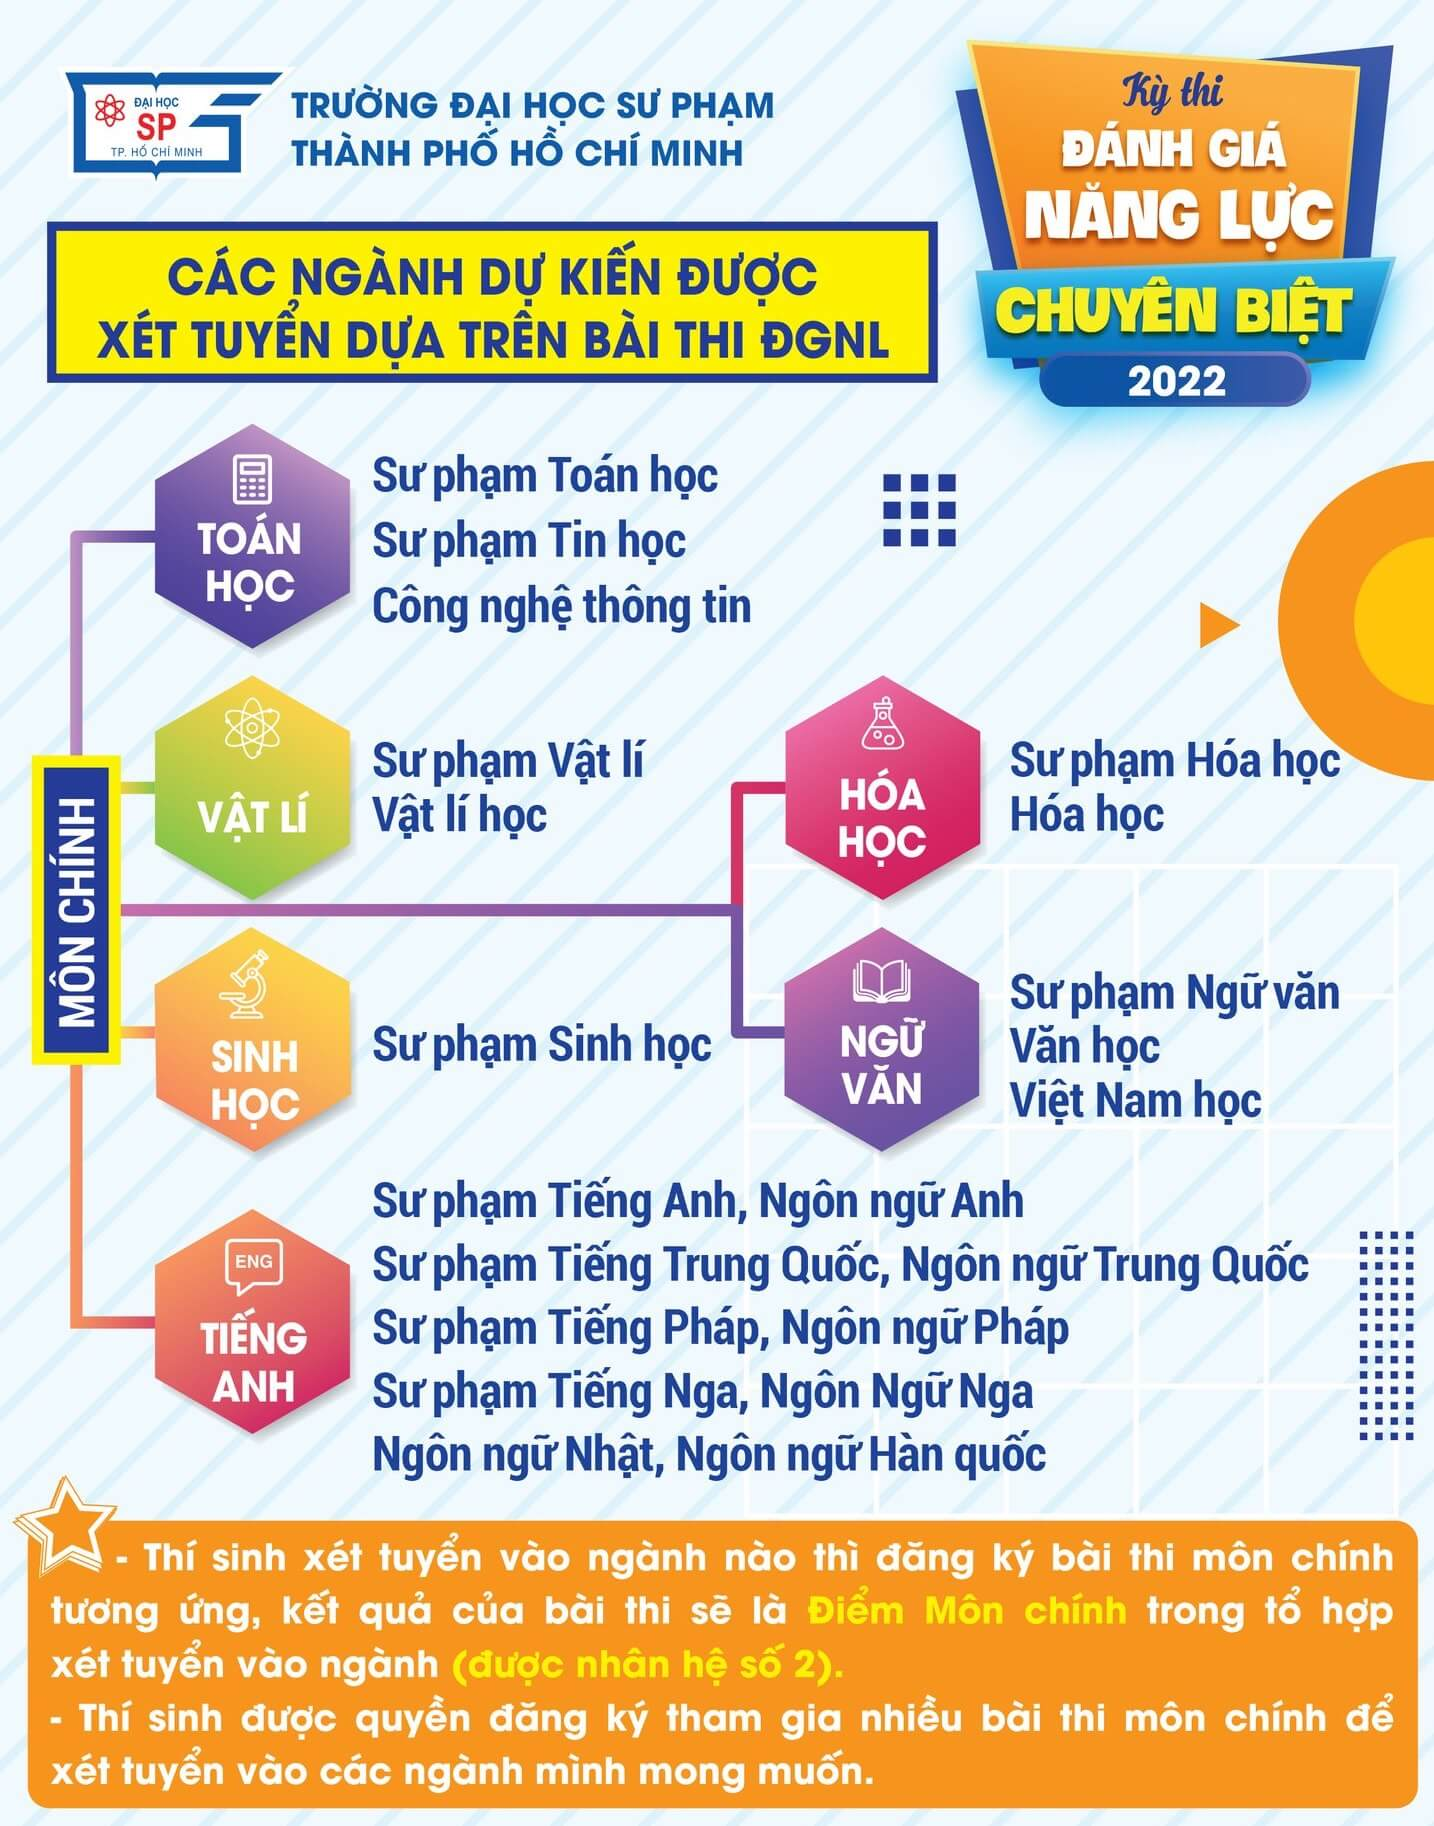 ĐẠI HỌC
SP
TP. HỒ CHÍ MINH
TRƯỜNG ĐẠI HỌC SƯ PHẠM
THÀNH PHỐ HỒ CHÍ MINH
Kỳ thi
ĐÁNH GIÁ
NĂNG LỰC
CHUYÊN BIỆT
2022
CÁC NGÀNH DỰ KIẾN ĐƯỢC
XÉT TUYỂN DỰA TRÊN BÀI THI ĐGNL
MÔN CHÍNH
TOÁN
HỌC
Sư phạm Toán học
Sư phạm Tin học
Công nghệ thông tin
VẬT LÍ
Sư phạm Vật lí
Vật lí học
HÓA
HỌC
Sư phạm Hóa học
Hóa học
SINH
HỌC
Sư phạm Sinh học
NGỮ
VĂN
Sư phạm Ngữ văn
Văn học
Việt Nam học
ENG
TIẾNG
ANH
Sư phạm Tiếng Anh, Ngôn ngữ Anh
Sư phạm Tiếng Trung Quốc, Ngôn ngữ Trung Quốc
Sư phạm Tiếng Pháp, Ngôn ngữ Pháp
Sư phạm Tiếng Nga, Ngôn Ngữ Nga
Ngôn ngữ Nhật, Ngôn ngữ Hàn quốc
- Thí sinh xét tuyển vào ngành nào thì đăng ký bài thi môn chính
tương ứng, kết quả của bài thi sẽ là Điểm Môn chính trong tổ hợp
xét tuyển vào ngành (được nhân hệ số 2).
- Thí sinh được quyền đăng ký tham gia nhiều bài thi môn chính để
xét tuyển vào các ngành mình mong muốn.